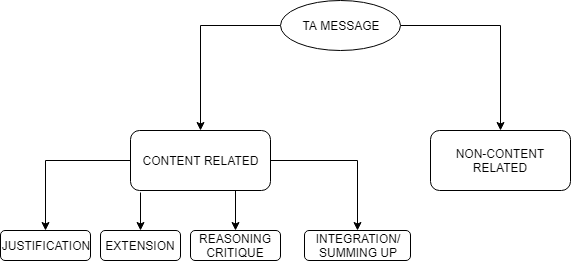 TA MESSAGE
CONTENT RELATED
NON-CONTENT
RELATED
JUSTIFICATION
EXTENSION
REASONING
CRITIQUE
INTEGRATION/
SUMMING UP